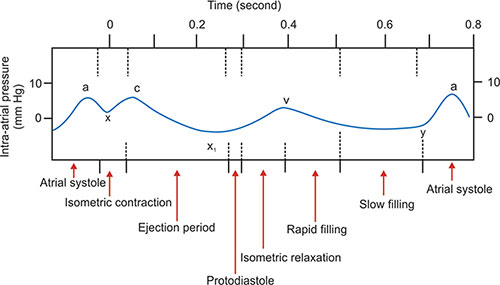 Time (second)
0 0.2 0.4 0.6 0.8
Intra-atrial pressure
(mm Hg)
10
0
10
0
a
x
c
x1
v
y
a
Atrial systole
Isometric contraction
Ejection period
Protodiastole
Isometric relaxation
Rapid filling
Slow filling
Atrial systole